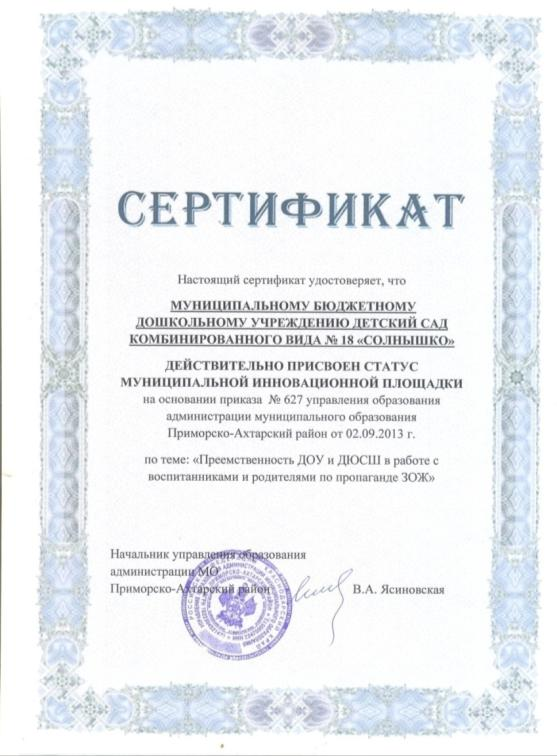 СЕРТИФИКАТ
Настоящий сертификат удостоверяет, что
МУНИЦИПАЛЬНОМУ БЮДЖЕТНОМУ
ДОШКОЛЬНОМУ УЧРЕЖДЕНИЮ ДЕТСКИЙ САД
КОМБИНИРОВАННОГО ВИДА № 18 «СОЛНЫШКО»
ДЕЙСТВИТЕЛЬНО ПРИСВОЕН СТАТУС
МУНИЦИПАЛЬНОЙ ИННОВАЦИОННОЙ ПЛОЩАДКИ
на основании приказа № 627 управления образования
администрации муниципального образования
Приморско-Ахтарский район от 02.09.2013 г.
по теме: «Преемственность ДОУ и ДЮСШ в работе с
воспитанниками и родителями по пропаганде ЗОЖ»
Начальник управления образования
администрации МО
Приморско-Ахтарский район В.А. Ясиновская